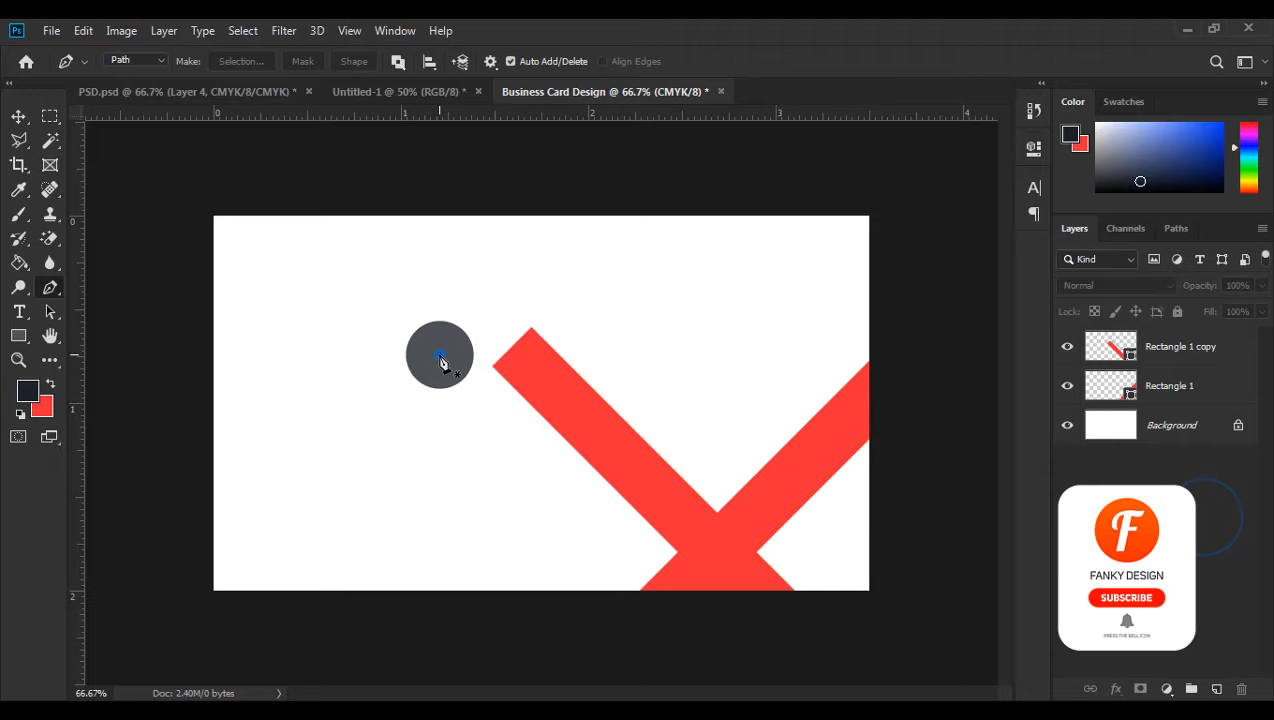 Ps File Edit Image Layer Type Select Filter 3D View Window Help
Path Make: Selection... Mask Shape Auto Add/Delete Align Edges
PSD.psd @ 66.7% (Layer 4, CMYK/8/CMYK) * × Untitled-1 @ 50% (RGB/8) * × Business Card Design @ 66.7% (CMYK/8) * ×
0 1 2 3 4
0
1
2
Color Swatches
Layers Channels Paths
Kind
Normal Opacity: 100%
Lock: Fill: 100%
Rectangle 1 copy
Rectangle 1
Background
F
FANKY DESIGN
SUBSCRIBE
PRESS THE BELL ICON
66.67% Doc: 2.40M/0 bytes